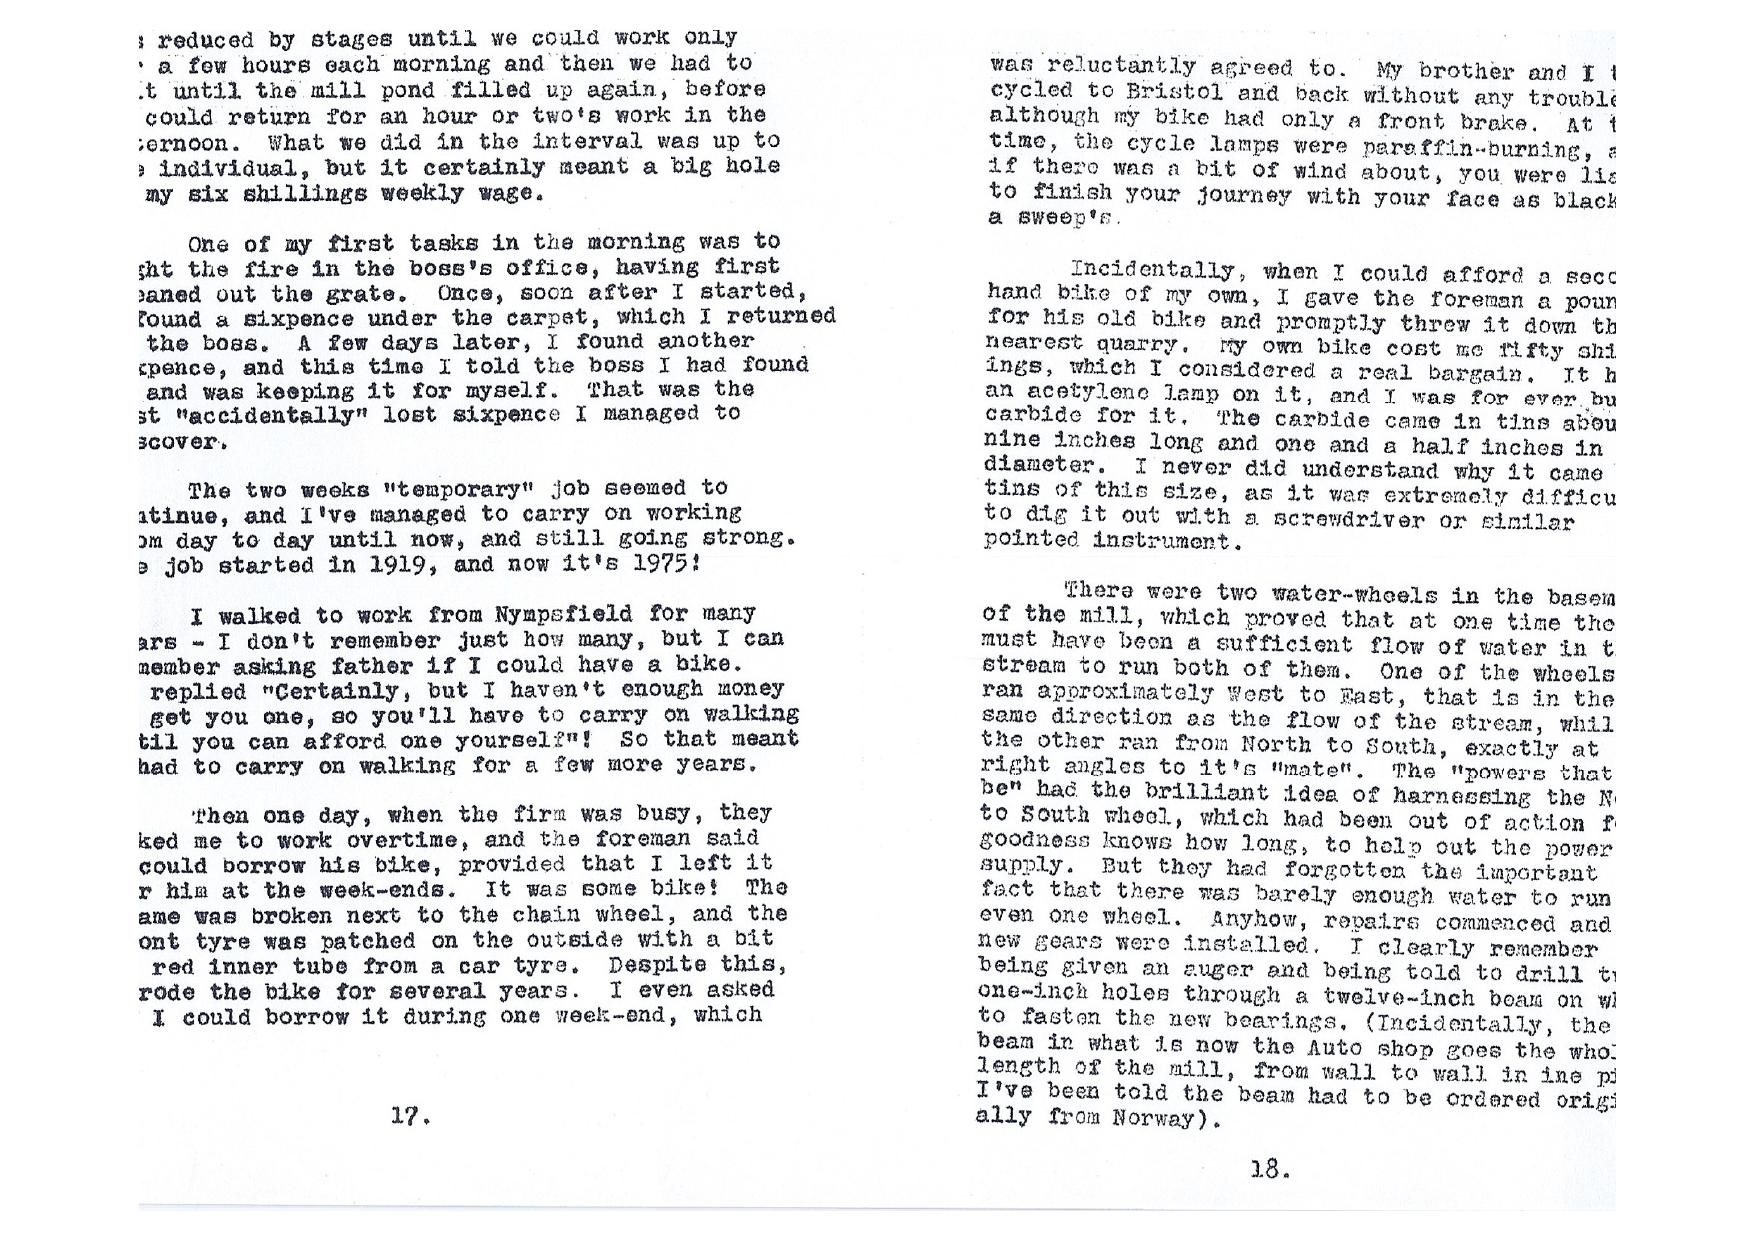 reduced by stages until we could work only
a few hours each morning and then we had to
until the mill pond filled up again, before
could return for an hour or two's work in the
ernoon. What we did in the interval was up to
individual, but it certainly meant a big hole
my six shillings weekly wage.
One of my first tasks in the morning was to
ght the fire in the boss's office, having first
eaned out the grate. Once, soon after I started,
found a sixpence under the carpet, which I returned
the boss. A few days later, I found another
xpence, and this time I told the boss I had found
and was keeping it for myself. That was the
st "accidentally" lost sixpence I managed to
scover.
The two weeks "temporary" job seemed to
ntinue, and I've managed to carry on working
om day to day until now, and still going strong.
e job started in 1919, and now it's 1975!
I walked to work from Nympsfield for many
ars - I don't remember just how many, but I can
member asking father if I could have a bike.
replied "Certainly, but I haven't enough money
get you one, so you'll have to carry on walking
til you can afford one yourself"! So that meant
had to carry on walking for a few more years.
Then one day, when the firm was busy, they
ked me to work overtime, and the foreman said
could borrow his bike, provided that I left it
r him at the week-ends. It was some bike! The
ame was broken next to the chain wheel, and the
ont tyre was patched on the outside with a bit
red inner tube from a car tyre. Despite this,
rode the bike for several years. I even asked
I could borrow it during one week-end, which
17.
was reluctantly agreed to. My brother and I t
cycled to Bristol and back without any trouble
although my bike had only a front brake. At t
time, the cycle lamps were paraffin-burning, a
if there was a bit of wind about, you were lia
to finish your journey with your face as black
a sweep's.
Incidentally, when I could afford a seco
hand bike of my own, I gave the foreman a poun
for his old bike and promptly threw it down th
nearest quarry. My own bike cost me fifty shi
ings, which I considered a real bargain. It h
an acetylene lamp on it, and I was for ever bu
carbide for it. The carbide came in tins abou
nine inches long and one and a half inches in
diameter. I never did understand why it came
tins of this size, as it was extremely difficu
to dig it out with a screwdriver or similar
pointed instrument.
There were two water-wheels in the basem
of the mill, which proved that at one time the
must have been a sufficient flow of water in t
stream to run both of them. One of the wheels
ran approximately West to East, that is in the
same direction as the flow of the stream, whil
the other ran from North to South, exactly at
right angles to it's "mate". The "powers that
be" had the brilliant idea of harnessing the N
to South wheel, which had been out of action f
goodness knows how long, to help out the power
supply. But they had forgotten the important
fact that there was barely enough water to run
even one wheel. Anyhow, repairs commenced and
new gears were installed. I clearly remember
being given an auger and being told to drill tw
one-inch holes through a twelve-inch beam on wh
to fasten the new bearings. (Incidentally, the
beam in what is now the Auto shop goes the whol
length of the mill, from wall to wall in ine pi
I've been told the beam had to be ordered origi
ally from Norway).
18.